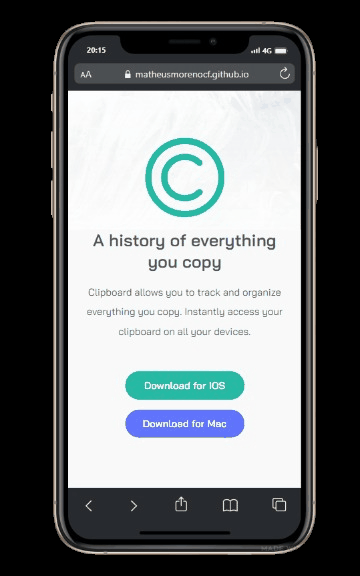 20:15
4G
AA
matheusmorenocf.github.io
C
A history of everything
you copy
Clipboard allows you to track and organize
everything you copy. Instantly access your
clipboard on all your devices.
Download for IOS
Download for Mac